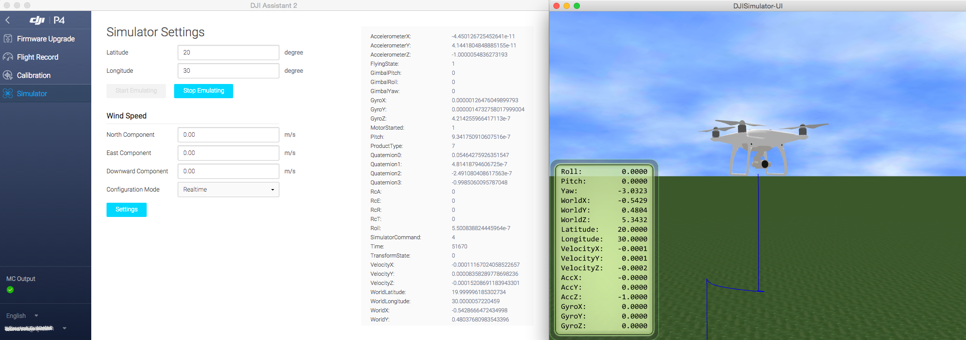 DJI Assistant 2
dji P4
Firmware Upgrade
Flight Record
Calibration
Simulator
MC Output
English
Simulator Settings
Latitude 20 degree
Longitude 30 degree
Start Emulating Stop Emulating
Wind Speed
North Component 0.00 m/s
East Component 0.00 m/s
Downward Component 0.00 m/s
Configuration Mode Realtime
Settings
AccelerometerX: -4.450126725452641e-11
AccelerometerY: 4.1441804848885155e-11
AccelerometerZ: -1.0000054836273193
FlyingState: 1
GimbalPitch: 0
GimbalRoll: 0
GimbalYaw: 0
GyroX: 0.00000126476049899793
GyroY: 0.0000014732758017999004
GyroZ: 4.214255966417113e-7
MotorStarted: 1
Pitch: 9.341750910607516e-7
ProductType: 7
Quaternion0: 0.05464275926351547
Quaternion1: 4.81418794606725e-7
Quaternion2: -3.491080408617563e-7
Quaternion3: -0.9985060095787048
RcA: 0
RcE: 0
RcR: 0
RcT: 0
Roll: 5.500808824445964e-7
SimulatorCommand: 4
Time: 51670
TransformState: 0
VelocityX: -0.00011167024058522657
VelocityY: 0.00008358289778698236
VelocityZ: -0.00015208691183943301
WorldLatitude: 19.999996185302734
WorldLongitude: 30.0000057220459
WorldX: -0.5428666472434998
WorldY: 0.48037680983543396
DJISimulator-UI
Roll: 0.0000
Pitch: 0.0000
Yaw: -3.0323
WorldX: -0.5429
WorldY: 0.4804
WorldZ: 5.3432
Latitude: 20.0000
Longitude: 30.0000
VelocityX: -0.0001
VelocityY: 0.0001
VelocityZ: -0.0002
AccX: -0.0000
AccY: 0.0000
AccZ: -1.0000
GyroX: 0.0000
GyroY: 0.0000
GyroZ: 0.0000